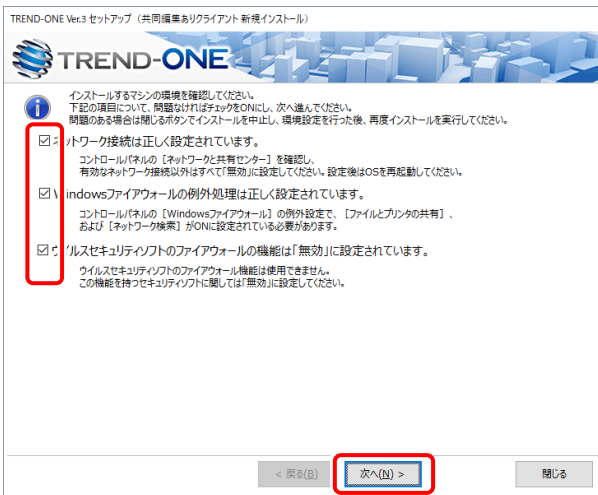 TREND-ONE Ver.3 セットアップ（共同編集ありクライアント 新規インストール）
TREND-ONE
インストールするマシンの環境を確認してください。
下記の項目について、問題なければチェックをONにし、次へ進んでください。
問題のある場合は閉じるボタンでインストールを中止し、環境設定を行った後、再度インストールを実行してください。
ネットワーク接続は正しく設定されています。
コントロールパネルの［ネットワークと共有センター］を確認し、
有効なネットワーク接続以外はすべて「無効」に設定してください。設定後はOSを再起動してください。
Windowsファイアウォールの例外処理は正しく設定されています。
コントロールパネルの［Windowsファイアウォール］の例外設定で、［ファイルとプリンタの共有］、
および［ネットワーク検索］がONに設定されている必要があります。
ウイルスセキュリティソフトのファイアウォールの機能は「無効」に設定されています。
ウイルスセキュリティソフトのファイアウォール機能は使用できません。
この機能を持つセキュリティソフトに関しては「無効」に設定してください。
< 戻る(B)
次へ(N) >
閉じる